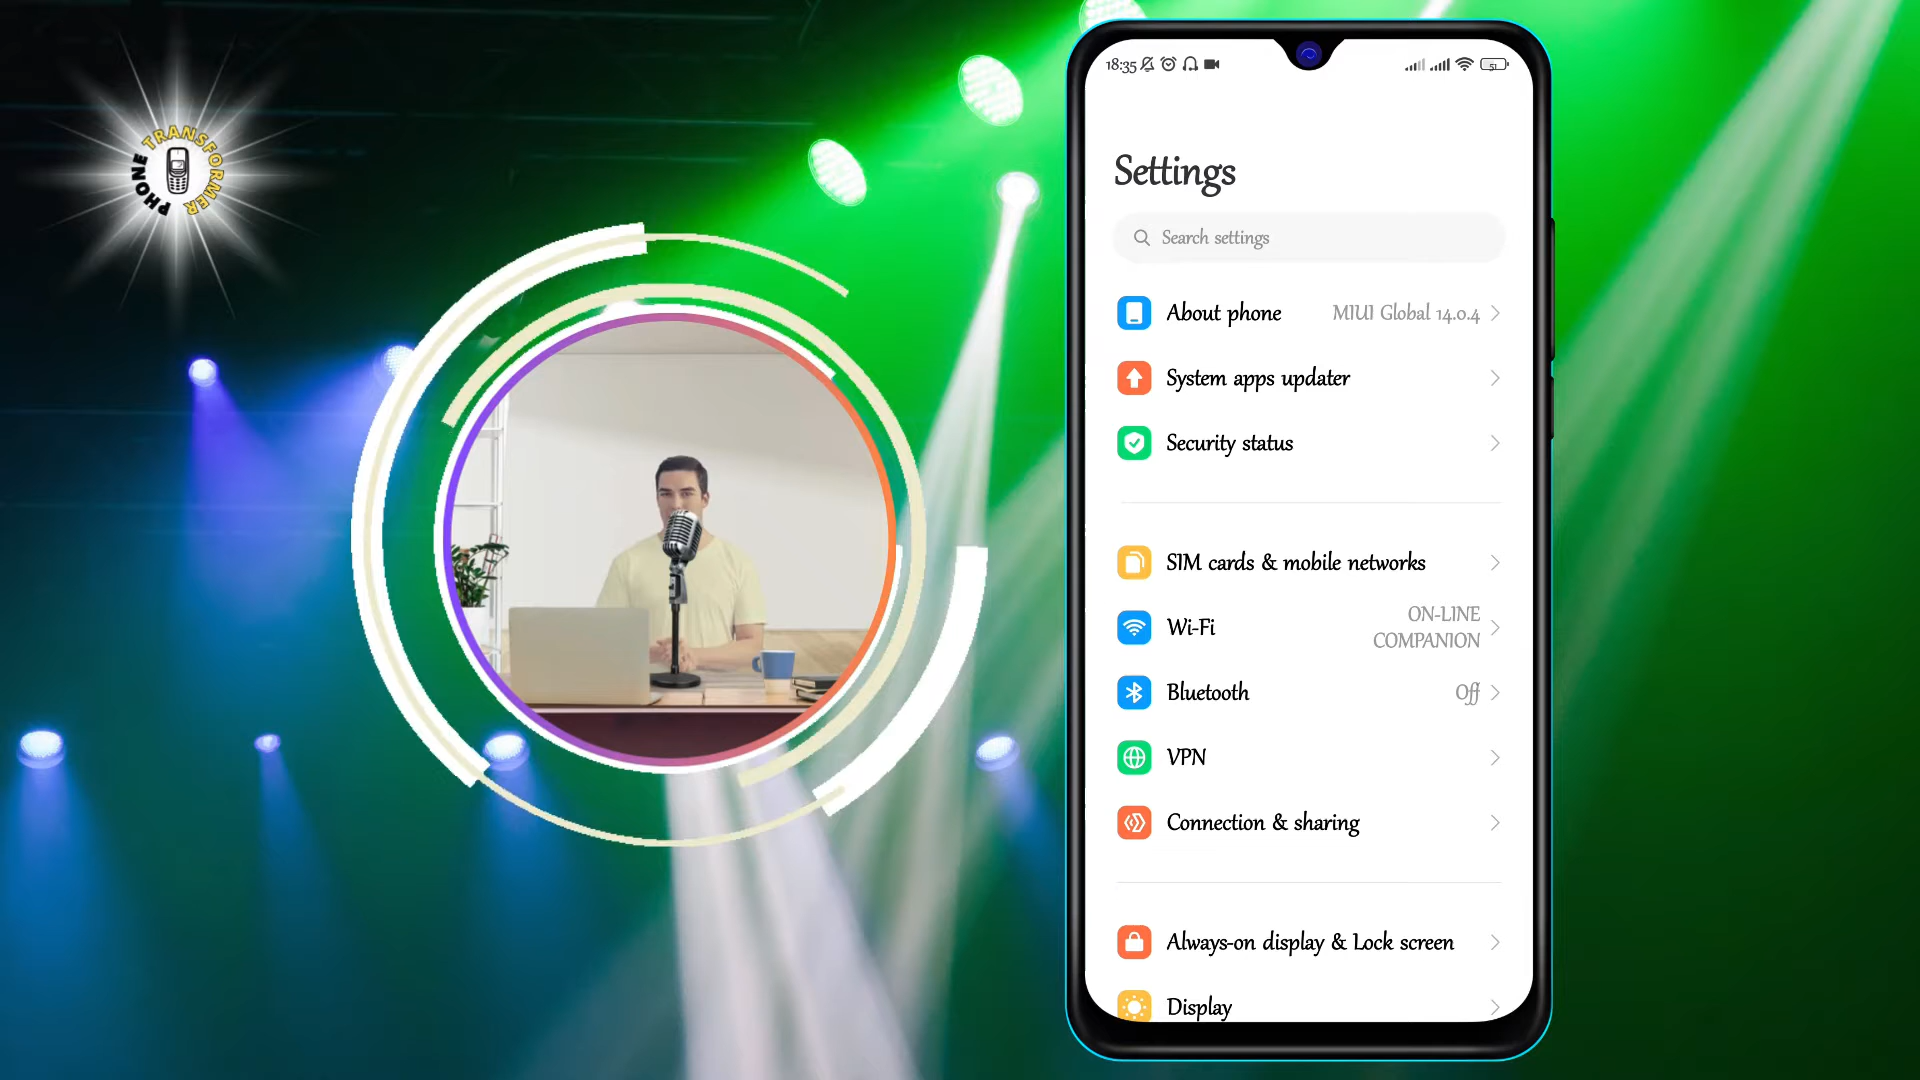 PHONE TRANSFORMER
18:35
51
Settings
Search settings
About phone MIUI Global 14.0.4
System apps updater
Security status
SIM cards & mobile networks
Wi-Fi ON-LINE COMPANION
Bluetooth Off
VPN
Connection & sharing
Always-on display & Lock screen
Display